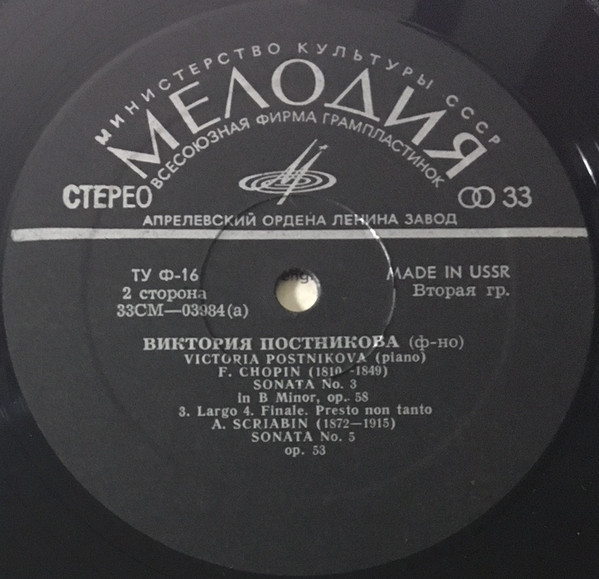 МИНИСТЕРСТВО КУЛЬТУРЫ СССР
МЕЛОДИЯ
ВСЕСОЮЗНАЯ ФИРМА ГРАМПЛАСТИНОК
СТЕРЕО
33
АПРЕЛЕВСКИЙ ОРДЕНА ЛЕНИНА ЗАВОД
ТУ Ф-16
MADE IN USSR
2 сторона
Вторая гр.
33СМ—03984(а)
ВИКТОРИЯ ПОСТНИКОВА (ф-но)
VICTORIA POSTNIKOVA (piano)
F. CHOPIN (1810—1849)
SONATA No. 3
in B Minor, op. 58
3. Largo 4. Finale. Presto non tanto
A. SCRIABIN (1872—1915)
SONATA No. 5
op. 53